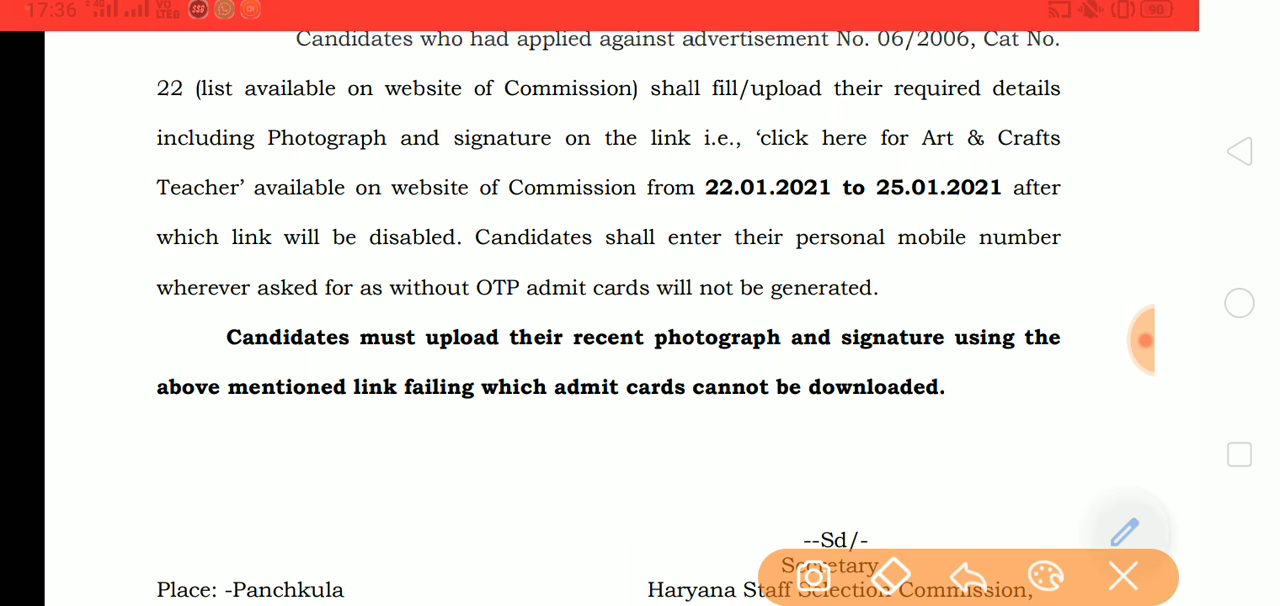 17:36 4G VO LTE 90
Candidates who had applied against advertisement No. 06/2006, Cat No.
22 (list available on website of Commission) shall fill/upload their required details
including Photograph and signature on the link i.e., ‘click here for Art & Crafts
Teacher’ available on website of Commission from 22.01.2021 to 25.01.2021 after
which link will be disabled. Candidates shall enter their personal mobile number
wherever asked for as without OTP admit cards will not be generated.
Candidates must upload their recent photograph and signature using the
above mentioned link failing which admit cards cannot be downloaded.
--Sd/-
Secretary
Place: -Panchkula Haryana Staff Selection Commission,